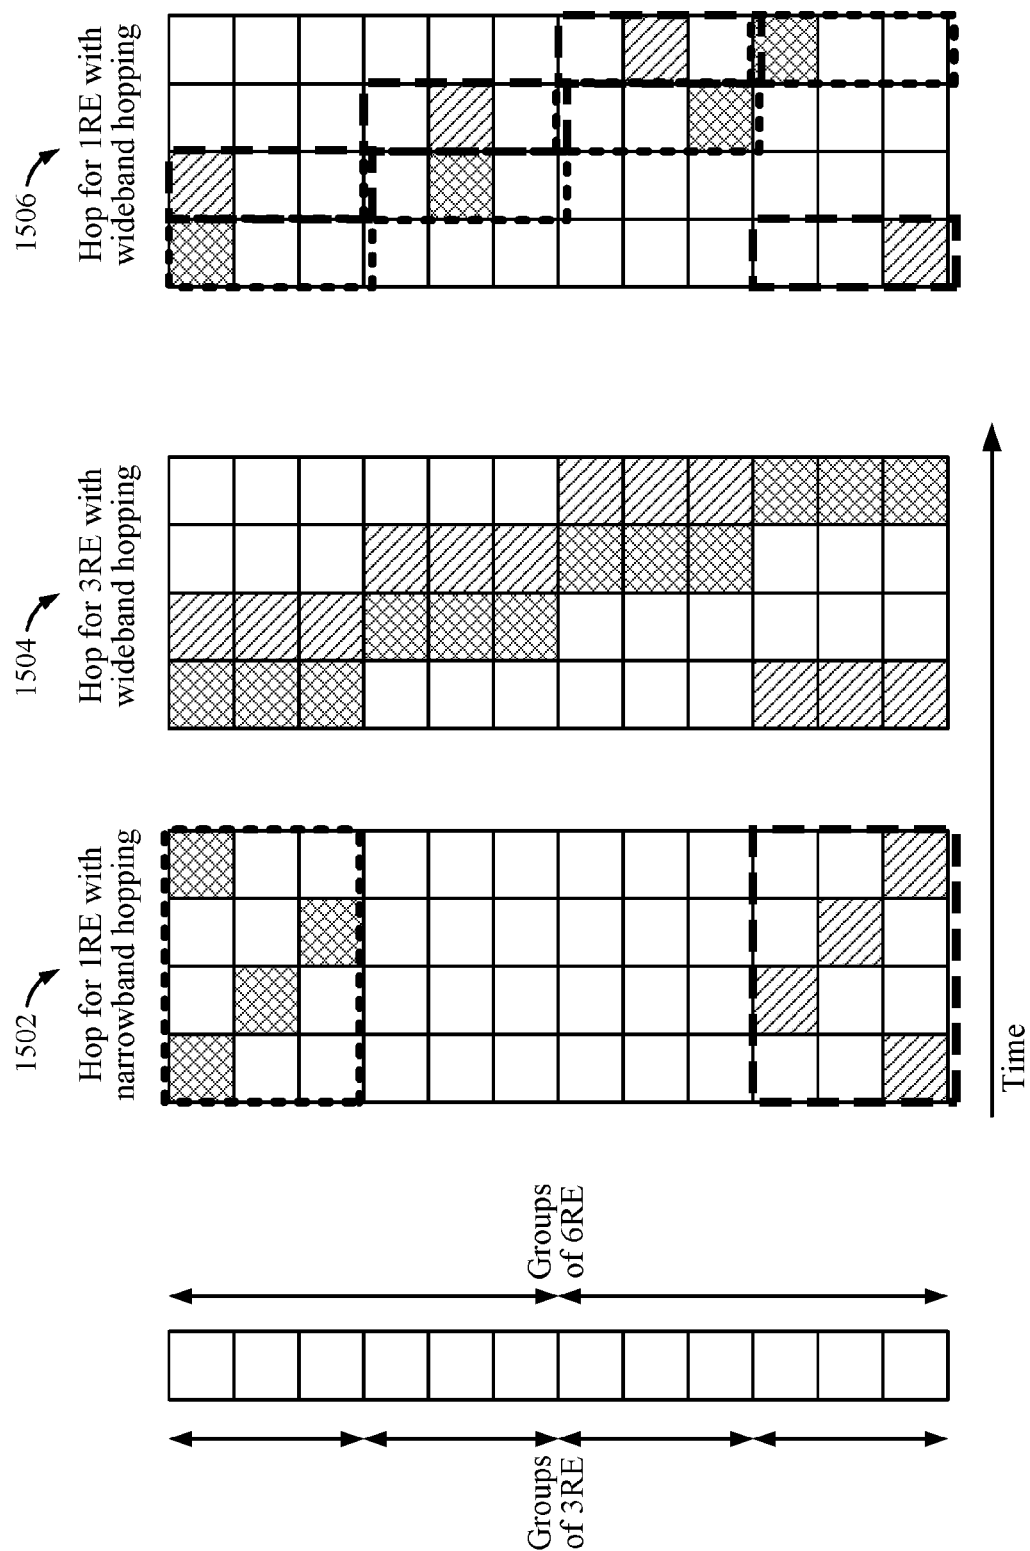 1502
Hop for 1RE with
narrowband hopping
1504
Hop for 3RE with
wideband hopping
1506
Hop for 1RE with
wideband hopping
Groups
of 3RE
Groups
of 6RE
Time